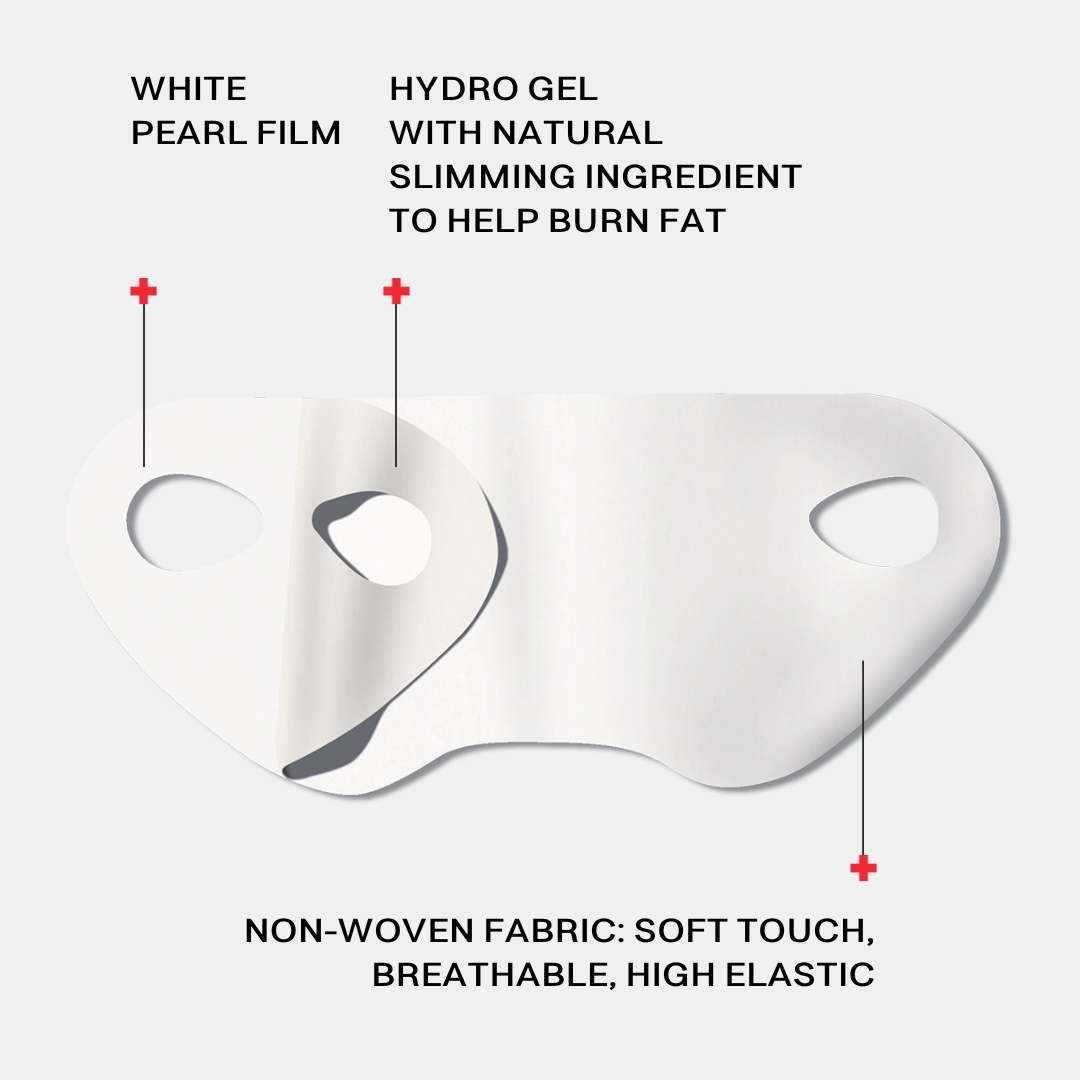 WHITE
PEARL FILM
HYDRO GEL
WITH NATURAL
SLIMMING INGREDIENT
TO HELP BURN FAT
NON-WOVEN FABRIC: SOFT TOUCH,
BREATHABLE, HIGH ELASTIC